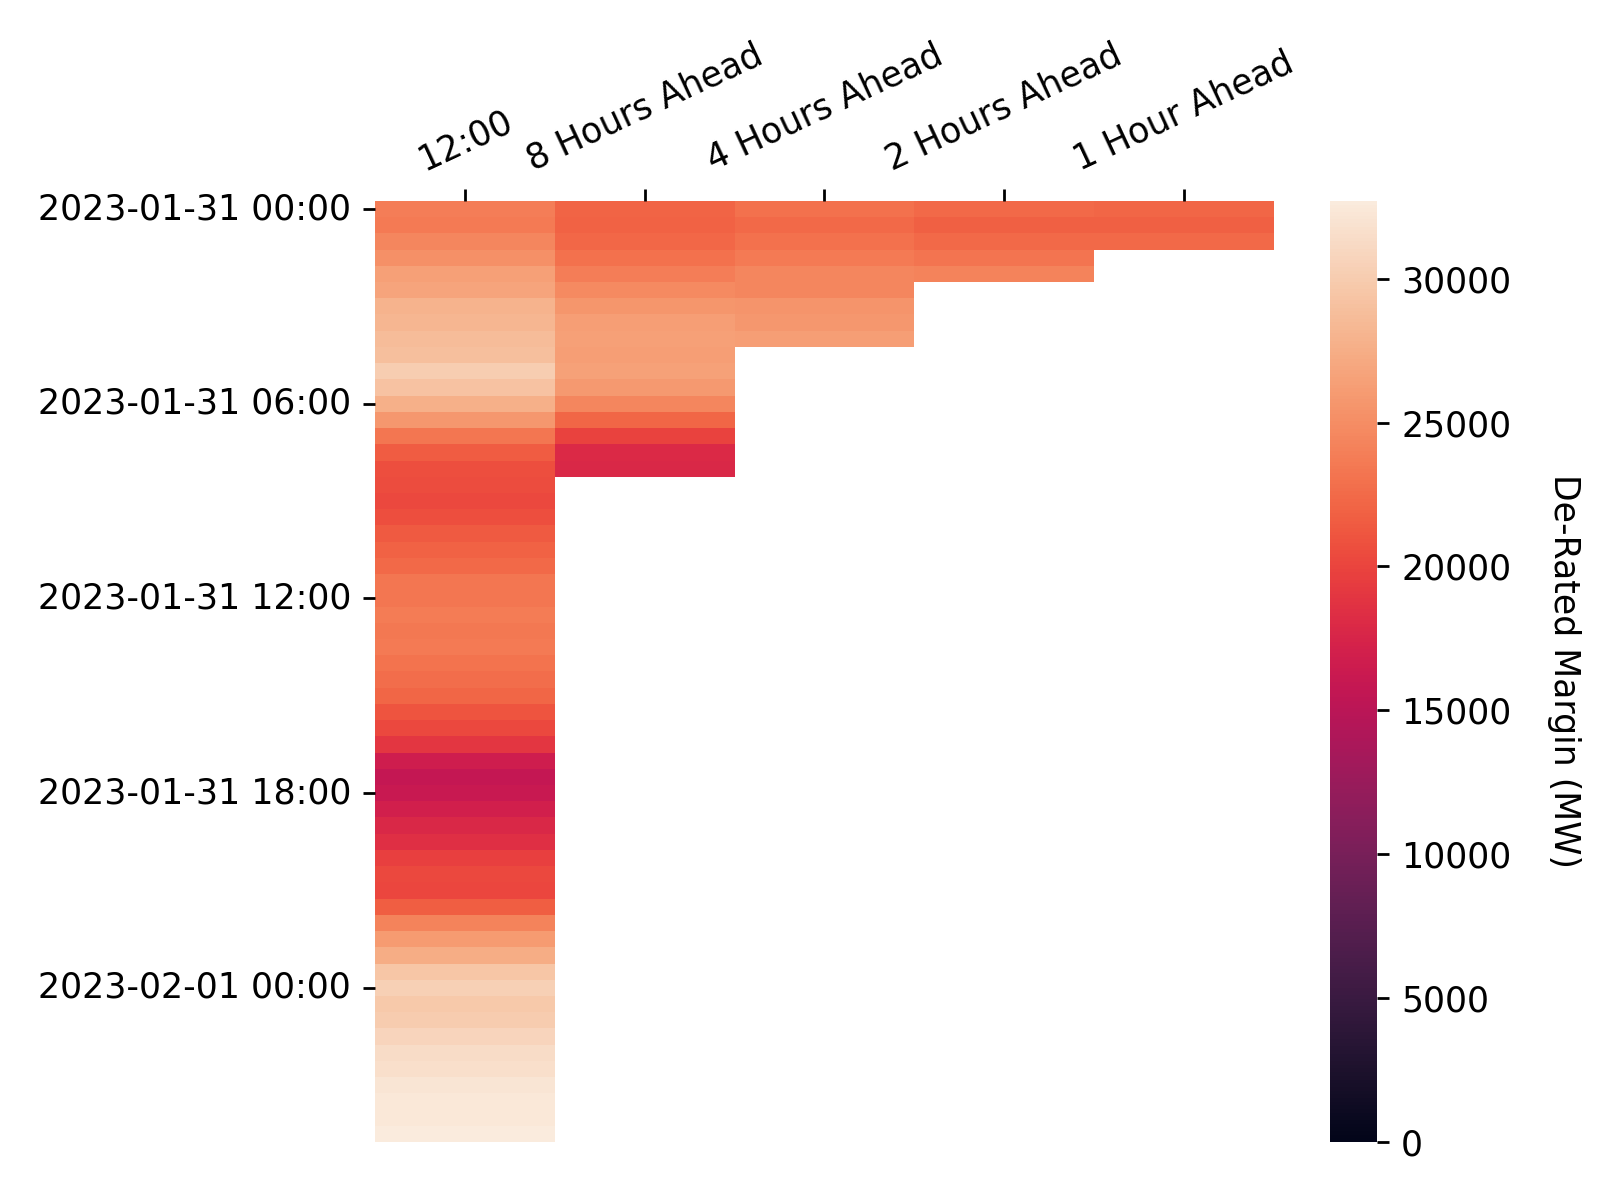 12:00
8 Hours Ahead
4 Hours Ahead
2 Hours Ahead
1 Hour Ahead
2023-01-31 00:00
2023-01-31 06:00
2023-01-31 12:00
2023-01-31 18:00
2023-02-01 00:00
30000
25000
20000
15000
10000
5000
0
De-Rated Margin (MW)